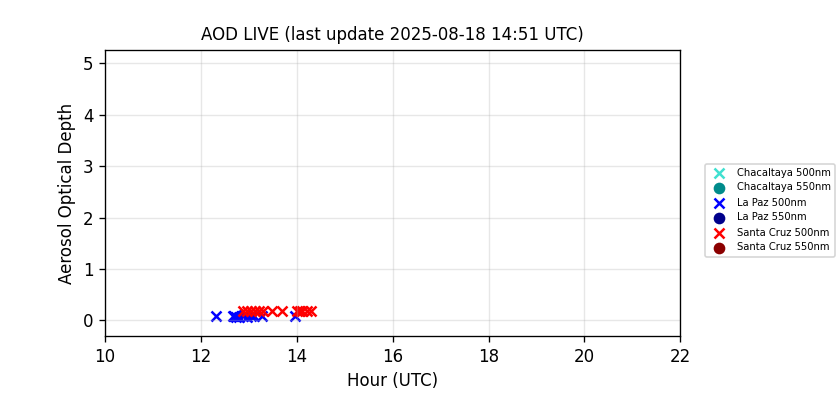 AOD LIVE (last update 2025-08-18 14:51 UTC)
Aerosol Optical Depth
5
4
3
2
1
0
10 12 14 16 18 20 22
Hour (UTC)
Chacaltaya 500nm
Chacaltaya 550nm
La Paz 500nm
La Paz 550nm
Santa Cruz 500nm
Santa Cruz 550nm